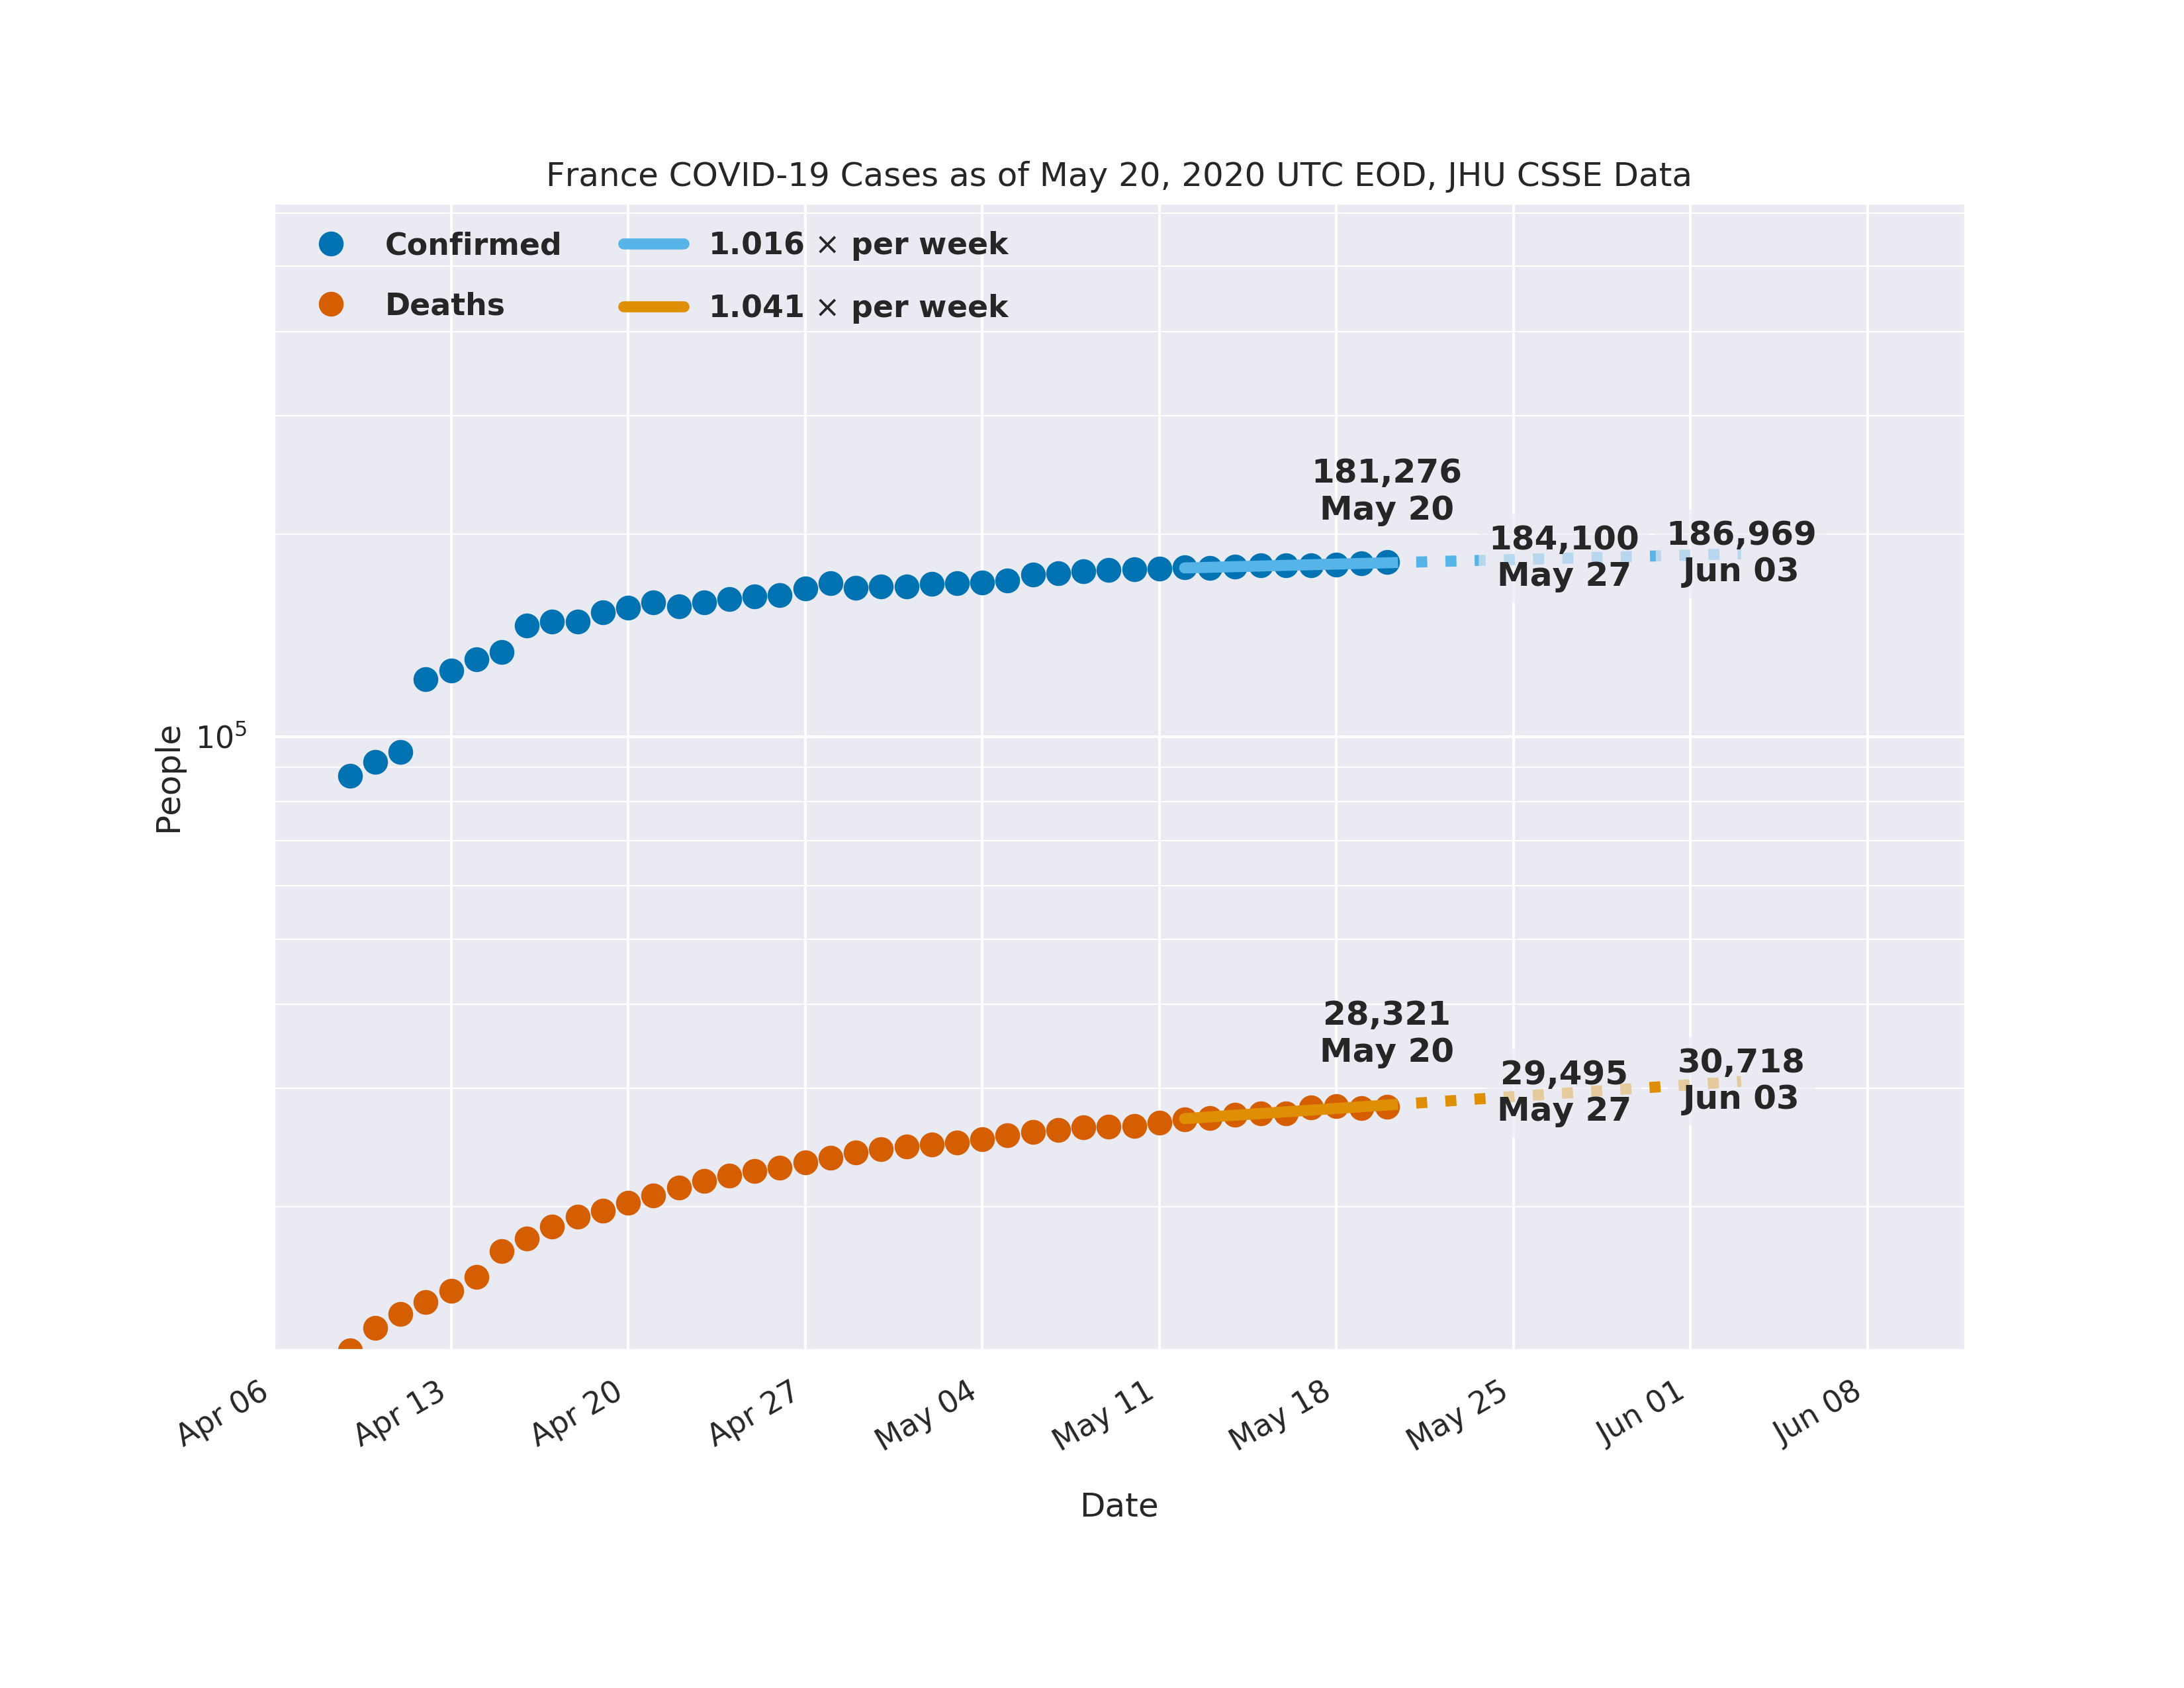 France COVID-19 Cases as of May 20, 2020 UTC EOD, JHU CSSE Data
Confirmed
Deaths
1.016 × per week
1.041 × per week
181,276
May 20
184,100
May 27
186,969
Jun 03
People
10⁵
28,321
May 20
29,495
May 27
30,718
Jun 03
Apr 06
Apr 13
Apr 20
Apr 27
May 04
May 11
May 18
May 25
Jun 01
Jun 08
Date